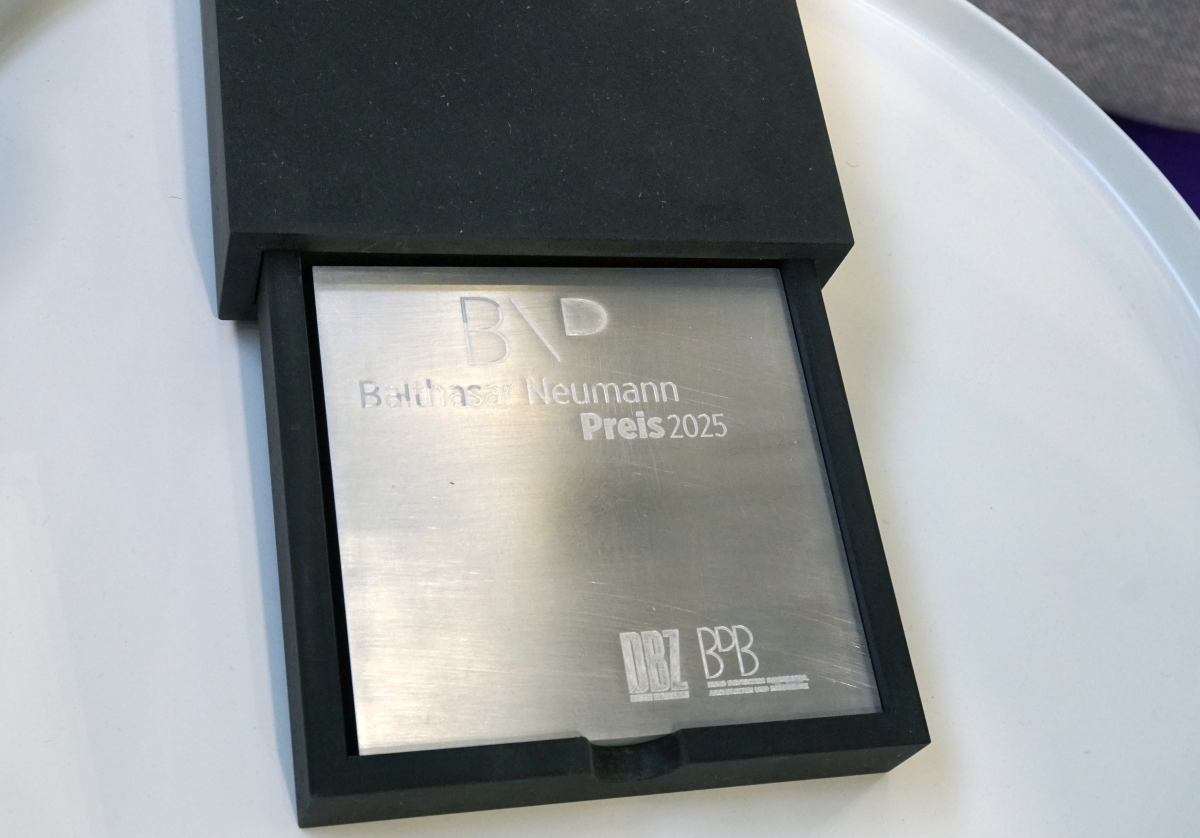 BNP
Balthasar Neumann
Preis 2025
DBZ
BDB